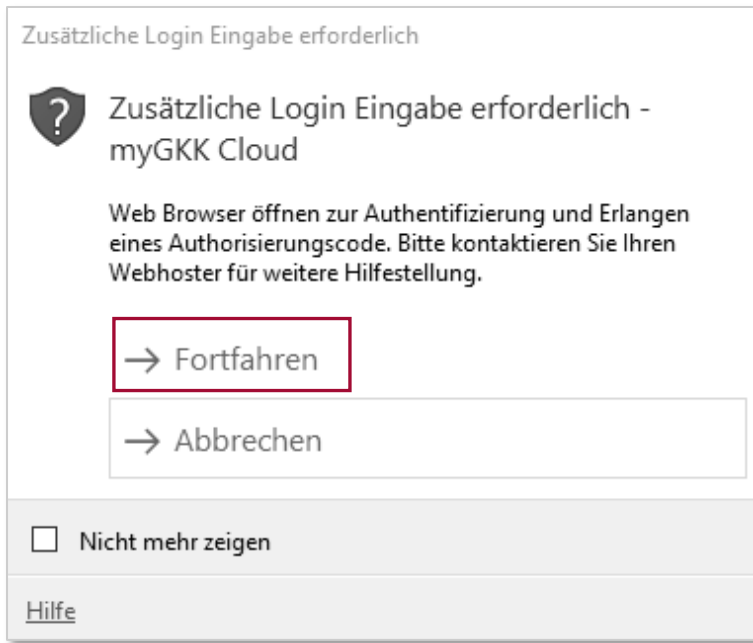 Zusätzliche Login Eingabe erforderlich
Zusätzliche Login Eingabe erforderlich -
myGKK Cloud
Web Browser öffnen zur Authentifizierung und Erlangen
eines Authorisierungscode. Bitte kontaktieren Sie Ihren
Webhoster für weitere Hilfestellung.
Fortfahren
Abbrechen
Nicht mehr zeigen
Hilfe